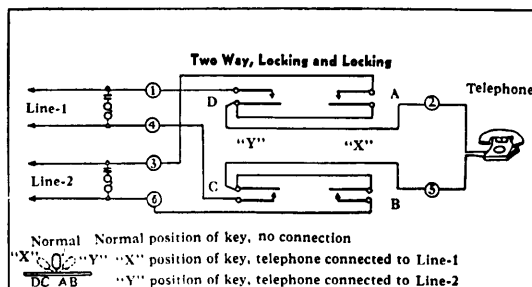 Two Way, Locking and Locking
1
D
A
2
Telephone
Line-1
4
"Y"
"X"
3
Line-2
C
5
B
6
Normal Normal position of key, no connection
"X" "Y" "X" position of key, telephone connected to Line-1
DC AB "Y" position of key, telephone connected to Line-2